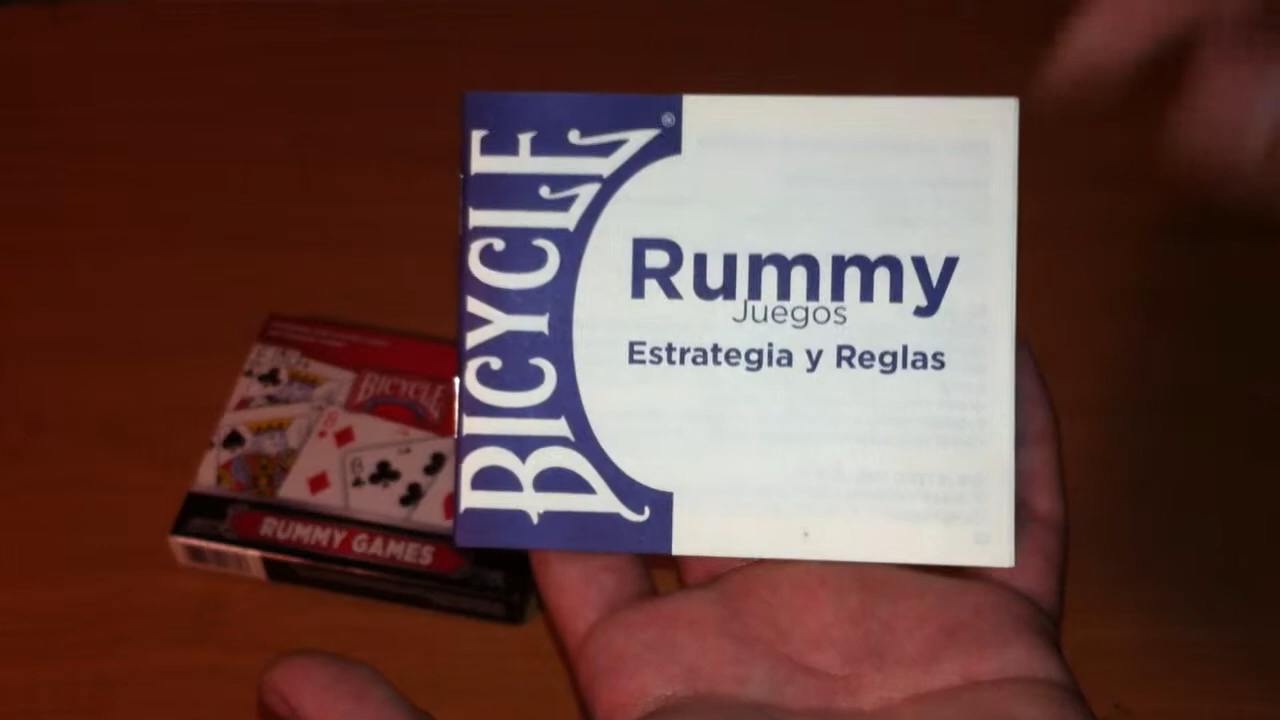 BICYCLE®
Rummy
Juegos
Estrategia y Reglas
BICYCLE
RUMMY GAMES